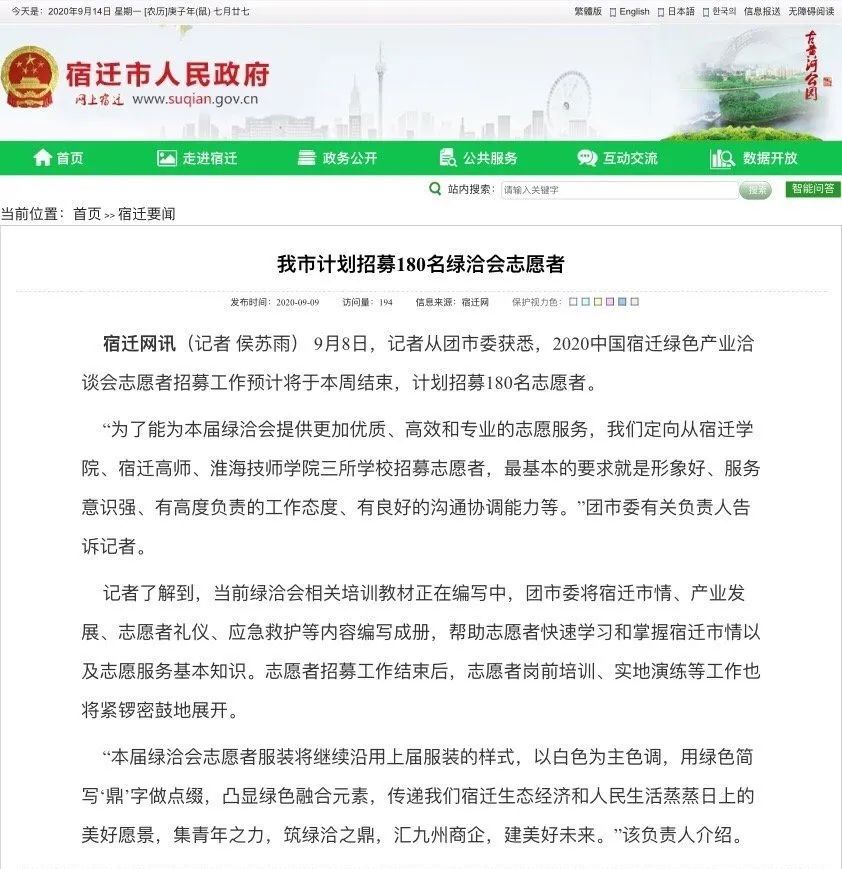 今天是：2020年9月14日 星期一 [农历]庚子年(鼠) 七月廿七
繁體版 English 日本語 한국의 信息报送 无障碍阅读
宿迁市人民政府
网上宿迁 www.suqian.gov.cn
古黄河公园
首页 走进宿迁 政务公开 公共服务 互动交流 数据开放
站内搜索： 请输入关键字 搜索 智能问答
当前位置： 首页 >> 宿迁要闻
我市计划招募180名绿洽会志愿者
发布时间：2020-09-09 访问量：194 信息来源：宿迁网 保护视力色：
宿迁网讯（记者 侯苏雨） 9月8日，记者从团市委获悉，2020中国宿迁绿色产业洽
谈会志愿者招募工作预计将于本周结束，计划招募180名志愿者。
“为了能为本届绿洽会提供更加优质、高效和专业的志愿服务，我们定向从宿迁学
院、宿迁高师、淮海技师学院三所学校招募志愿者，最基本的要求就是形象好、服务
意识强、有高度负责的工作态度、有良好的沟通协调能力等。”团市委有关负责人告
诉记者。
记者了解到，当前绿洽会相关培训教材正在编写中，团市委将宿迁市情、产业发
展、志愿者礼仪、应急救护等内容编写成册，帮助志愿者快速学习和掌握宿迁市情以
及志愿服务基本知识。志愿者招募工作结束后，志愿者岗前培训、实地演练等工作也
将紧锣密鼓地展开。
“本届绿洽会志愿者服装将继续沿用上届服装的样式，以白色为主色调，用绿色简
写‘鼎’字做点缀，凸显绿色融合元素，传递我们宿迁生态经济和人民生活蒸蒸日上的
美好愿景，集青年之力，筑绿洽之鼎，汇九州商企，建美好未来。”该负责人介绍。